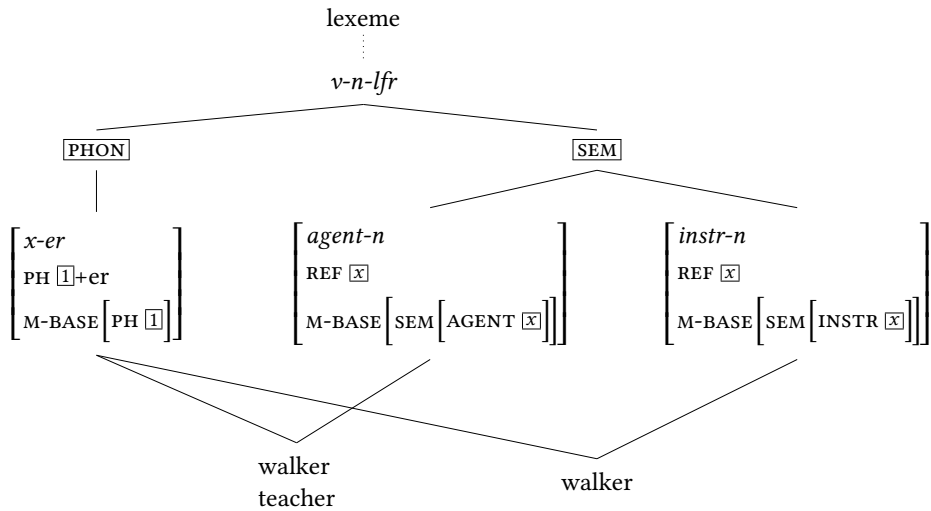 lexeme
v-n-lfr
PHON SEM
x-er
PH 1+er
M-BASE [PH 1]
agent-n
REF x
M-BASE [SEM [AGENT x]]
instr-n
REF x
M-BASE [SEM [INSTR x]]
walker
teacher
walker